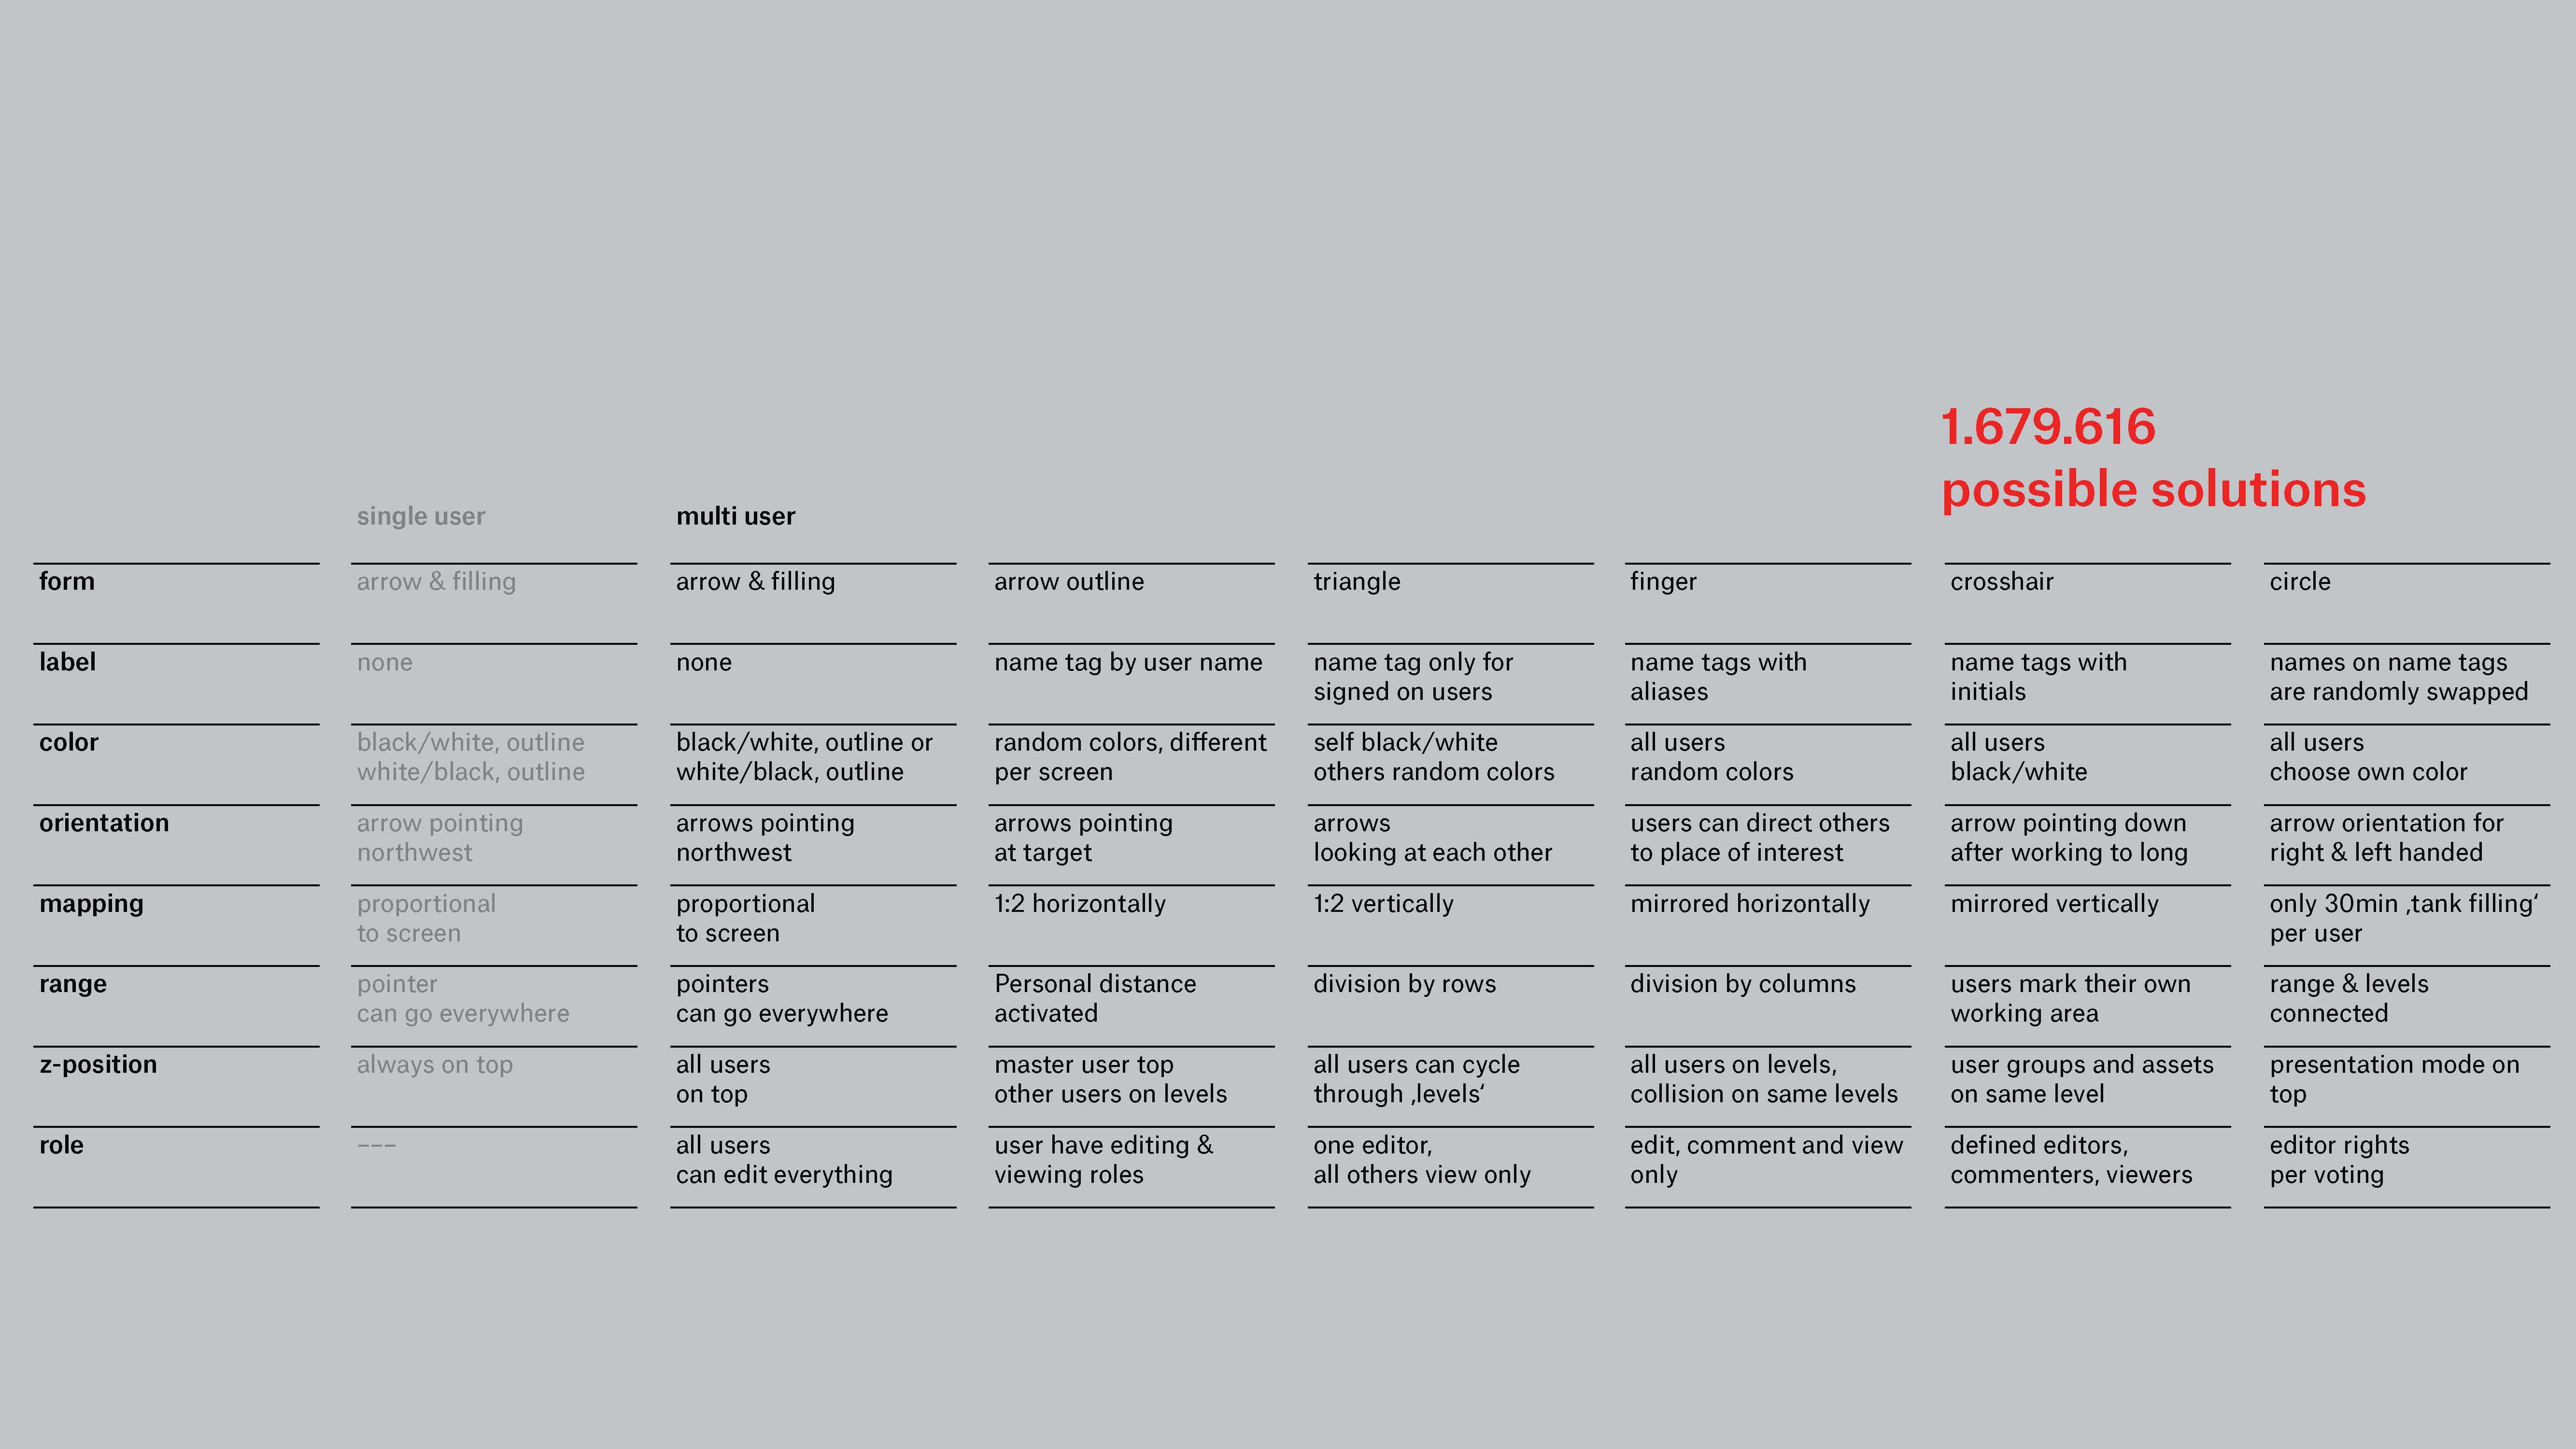 1.679.616
possible solutions
single user
multi user
form
arrow & filling
arrow & filling
arrow outline
triangle
finger
crosshair
circle
label
none
none
name tag by user name
name tag only for
signed on users
name tags with
aliases
name tags with
initials
names on name tags
are randomly swapped
color
black/white, outline
white/black, outline
black/white, outline or
white/black, outline
random colors, different
per screen
self black/white
others random colors
all users
random colors
all users
black/white
all users
choose own color
orientation
arrow pointing
northwest
arrows pointing
northwest
arrows pointing
at target
arrows
looking at each other
users can direct others
to place of interest
arrow pointing down
after working to long
arrow orientation for
right & left handed
mapping
proportional
to screen
proportional
to screen
1:2 horizontally
1:2 vertically
mirrored horizontally
mirrored vertically
only 30min ‚tank filling‘
per user
range
pointer
can go everywhere
pointers
can go everywhere
Personal distance
activated
division by rows
division by columns
users mark their own
working area
range & levels
connected
z-position
always on top
all users
on top
master user top
other users on levels
all users can cycle
through ‚levels‘
all users on levels,
collision on same levels
user groups and assets
on same level
presentation mode on
top
role
–––
all users
can edit everything
user have editing &
viewing roles
one editor,
all others view only
edit, comment and view
only
defined editors,
commenters, viewers
editor rights
per voting